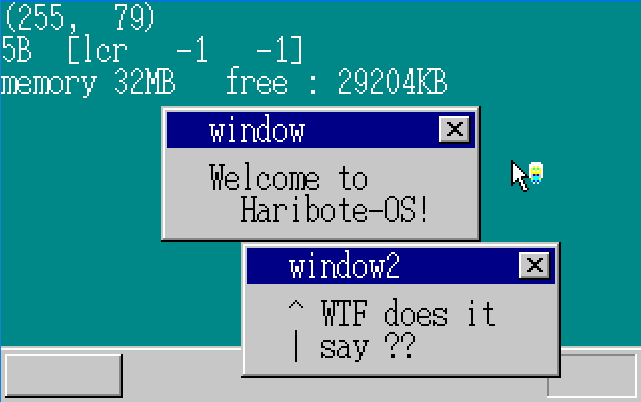 (255,  79)
5B  [lcr   -1   -1]
memory 32MB   free : 29204KB
window
Welcome to
Haribote-OS!
window2
^ WTF does it
| say ??